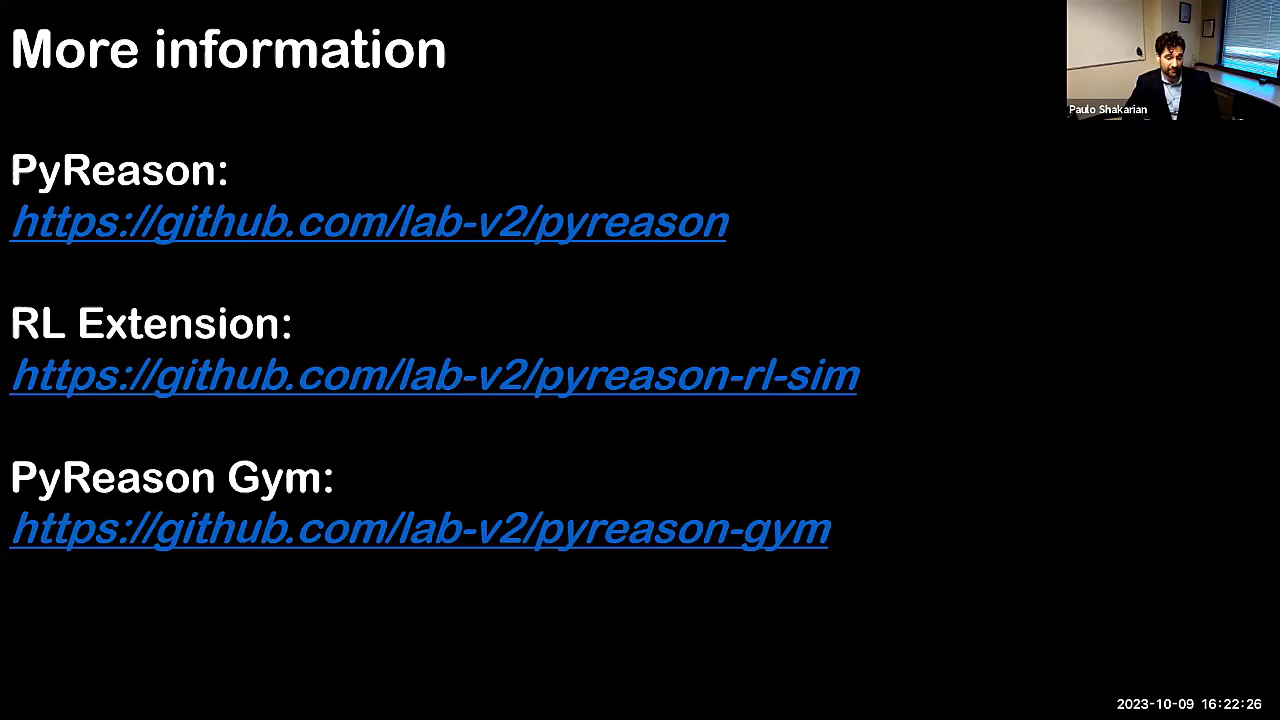 More information
Paulo Shakarian
PyReason:
https://github.com/lab-v2/pyreason
RL Extension:
https://github.com/lab-v2/pyreason-rl-sim
PyReason Gym:
https://github.com/lab-v2/pyreason-gym
2023-10-09 16:22:26